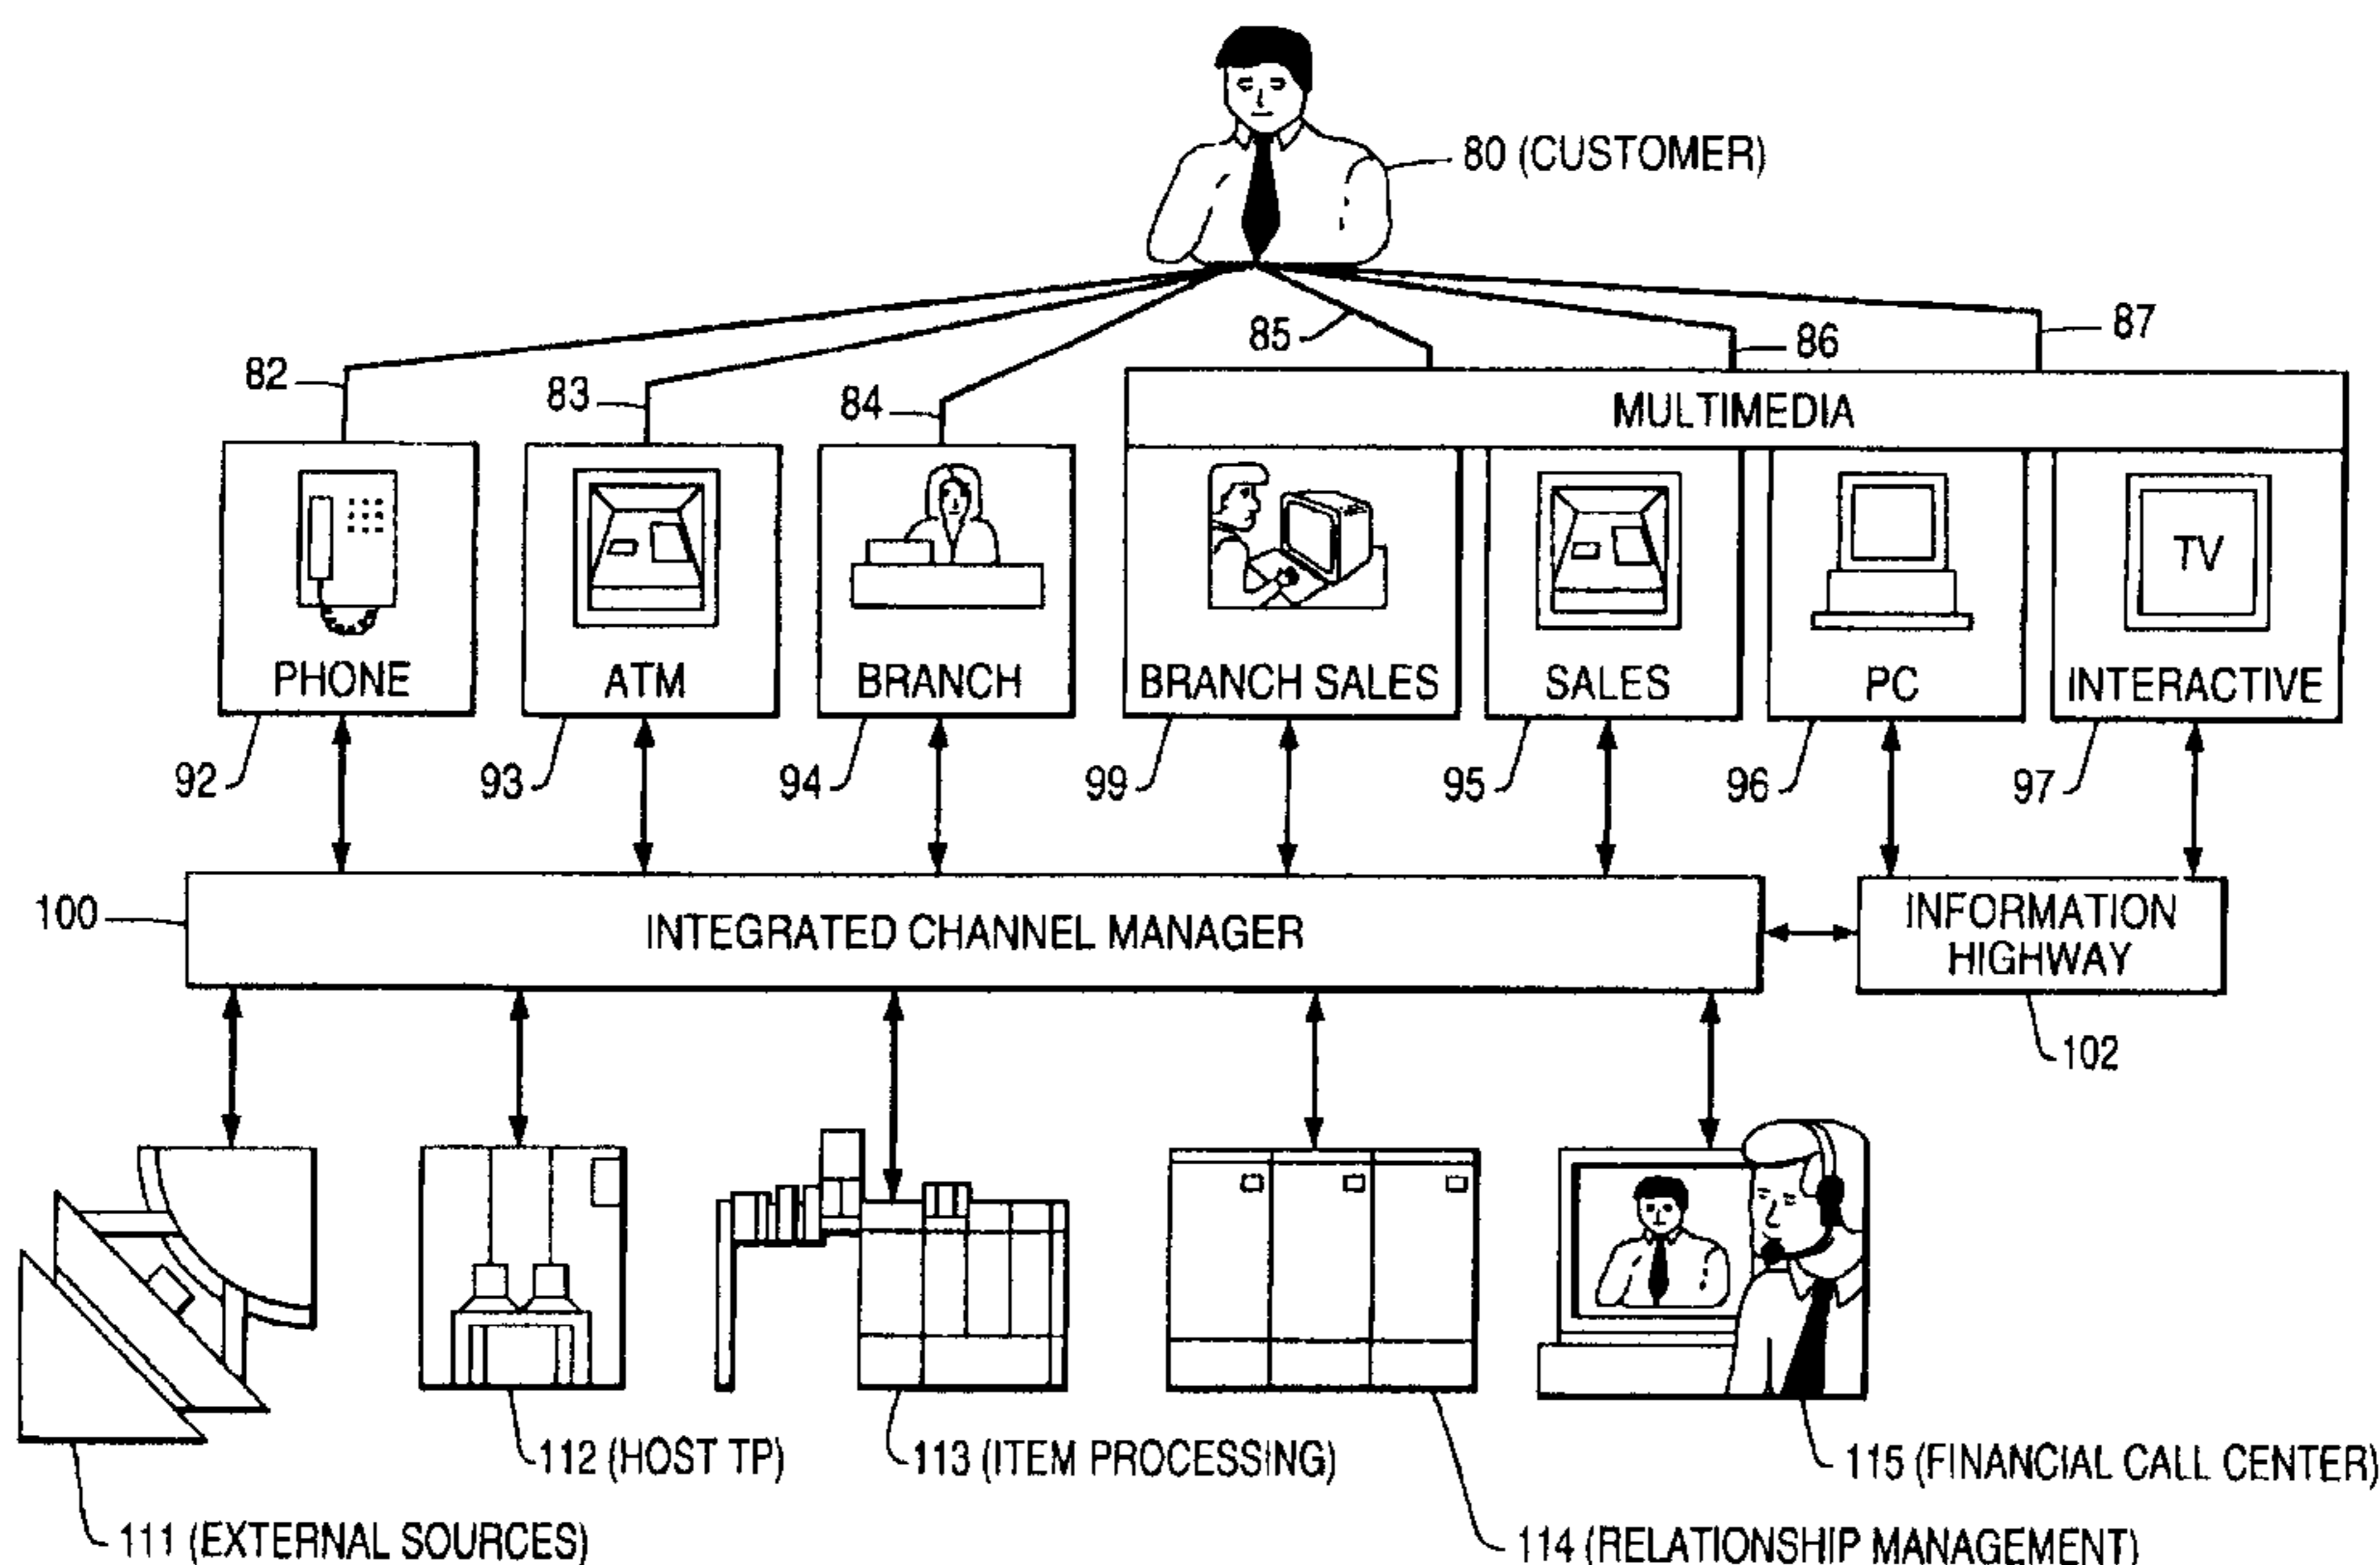 80 (CUSTOMER)
82
83
84
85
86
87
MULTIMEDIA
TV
PHONE
ATM
BRANCH
BRANCH SALES
SALES
PC
INTERACTIVE
92
93
94
99
95
96
97
100
INTEGRATED CHANNEL MANAGER
INFORMATION
HIGHWAY
102
112 (HOST TP)
113 (ITEM PROCESSING)
115 (FINANCIAL CALL CENTER)
111 (EXTERNAL SOURCES)
114 (RELATIONSHIP MANAGEMENT)